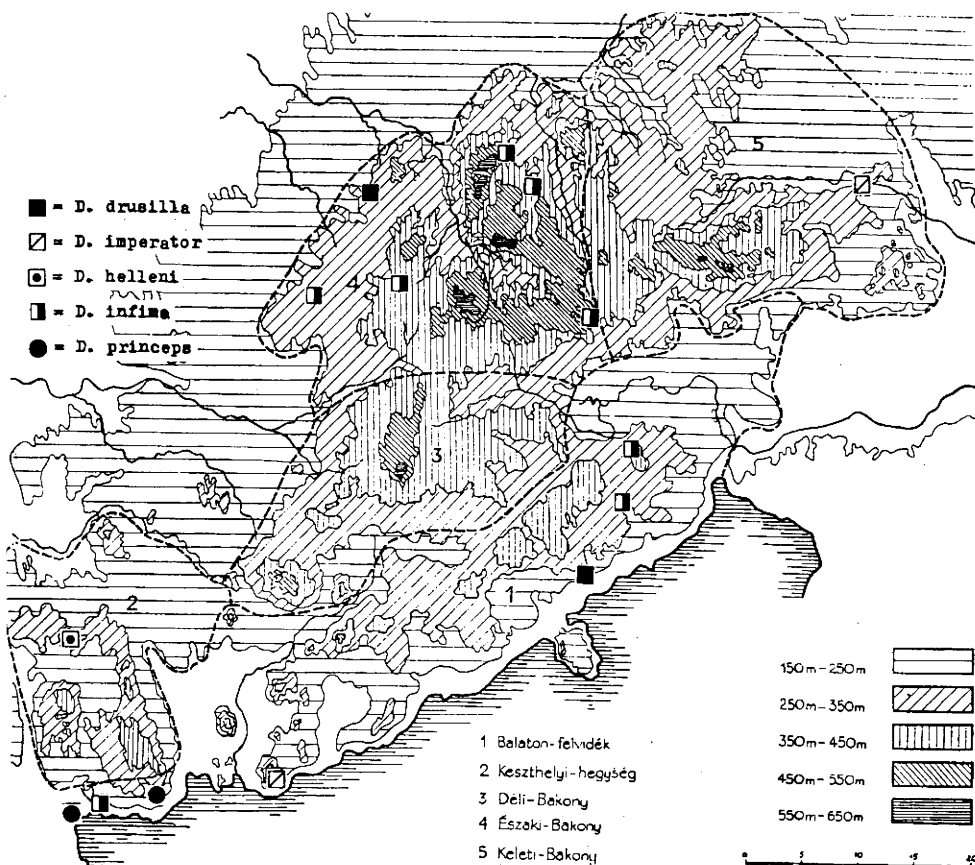 ■ = D. drusilla
= D. imperator
= D. helleni
= D. infima
● = D. princeps
5
4
3
2
1
150m-250m
250m-350m
350m-450m
450m-550m
550m-650m
1 Balaton-felvidék
2 Keszthelyi-hegység
3 Déli-Bakony
4 Északi-Bakony
5 Keleti-Bakony
0 5 10 15 20